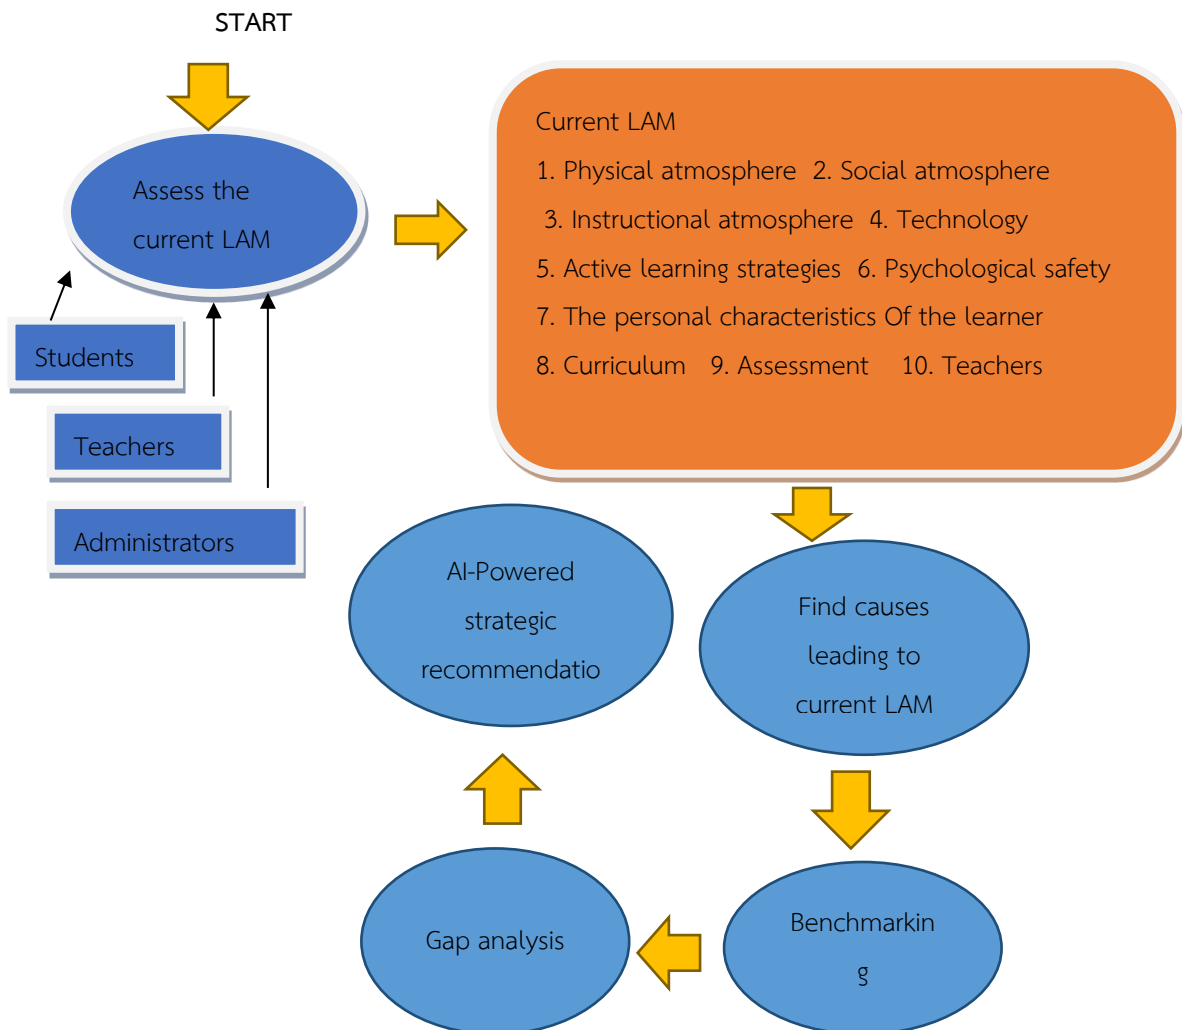 START
Assess the
current LAM
Students
Teachers
Administrators
Current LAM
1. Physical atmosphere 2. Social atmosphere
3. Instructional atmosphere 4. Technology
5. Active learning strategies 6. Psychological safety
7. The personal characteristics Of the learner
8. Curriculum 9. Assessment 10. Teachers
Find causes
leading to
current LAM
Benchmarkin
g
Gap analysis
AI-Powered
strategic
recommendatio